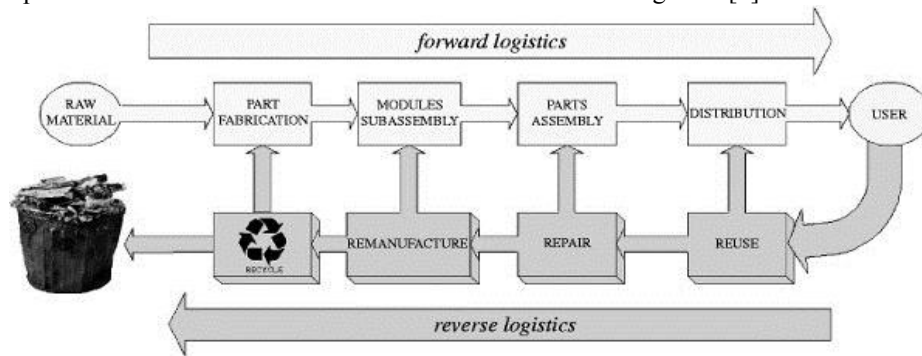 forward logistics
RAW
MATERIAL
PART
FABRICATION
MODULES
SUBASSEMBLY
PARTS
ASSEMBLY
DISTRIBUTION
USER
RECYCLE
REMANUFACTURE
REPAIR
REUSE
reverse logistics